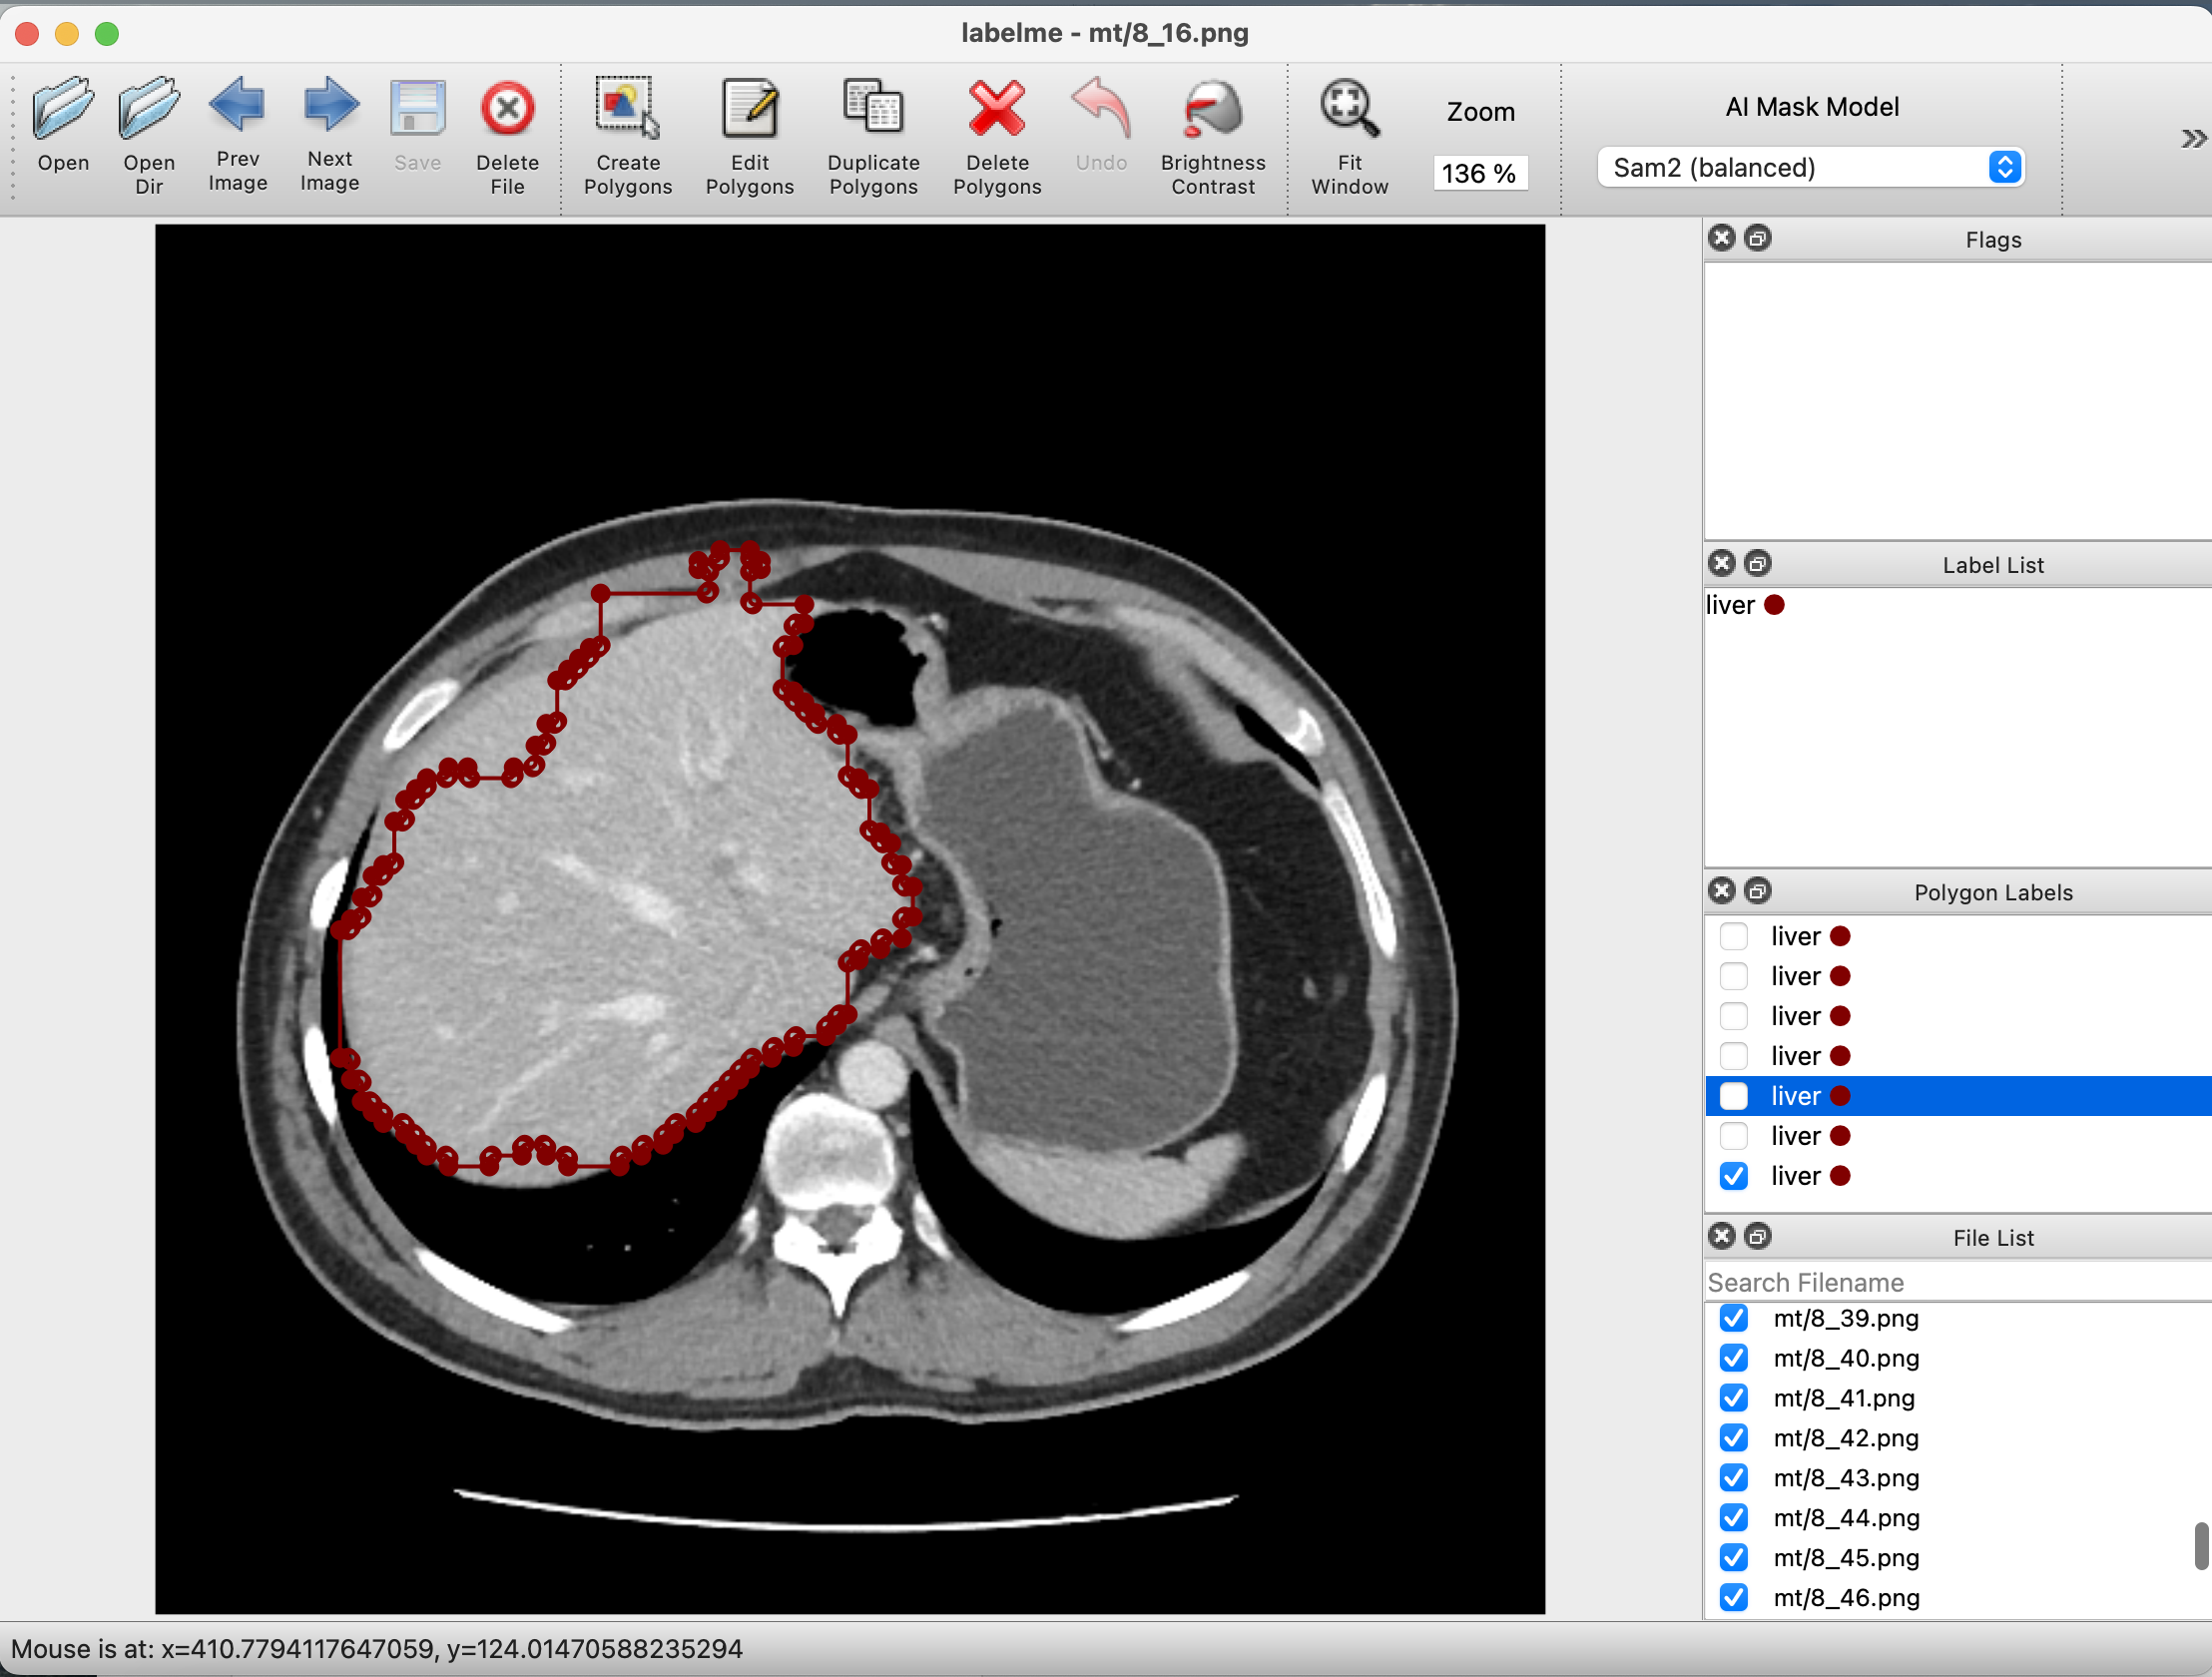 labelme - mt/8_16.png
Open
Open Dir
Prev Image
Next Image
Save
Delete File
Create Polygons
Edit Polygons
Duplicate Polygons
Delete Polygons
Undo
Brightness Contrast
Fit Window
Zoom
136 %
AI Mask Model
Sam2 (balanced)
»
Flags
Label List
liver
Polygon Labels
liver
liver
liver
liver
liver
liver
liver
File List
Search Filename
mt/8_39.png
mt/8_40.png
mt/8_41.png
mt/8_42.png
mt/8_43.png
mt/8_44.png
mt/8_45.png
mt/8_46.png
Mouse is at: x=410.7794117647059, y=124.01470588235294